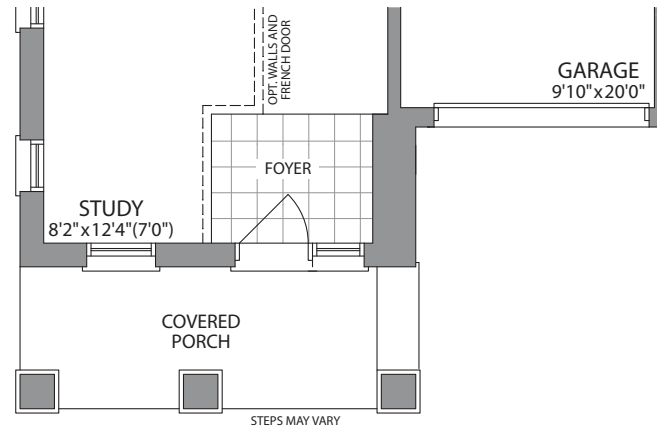 OPT. WALLS AND
FRENCH DOOR
GARAGE
9'10"x20'0"
FOYER
STUDY
8'2"x12'4"(7'0")
COVERED
PORCH
STEPS MAY VARY